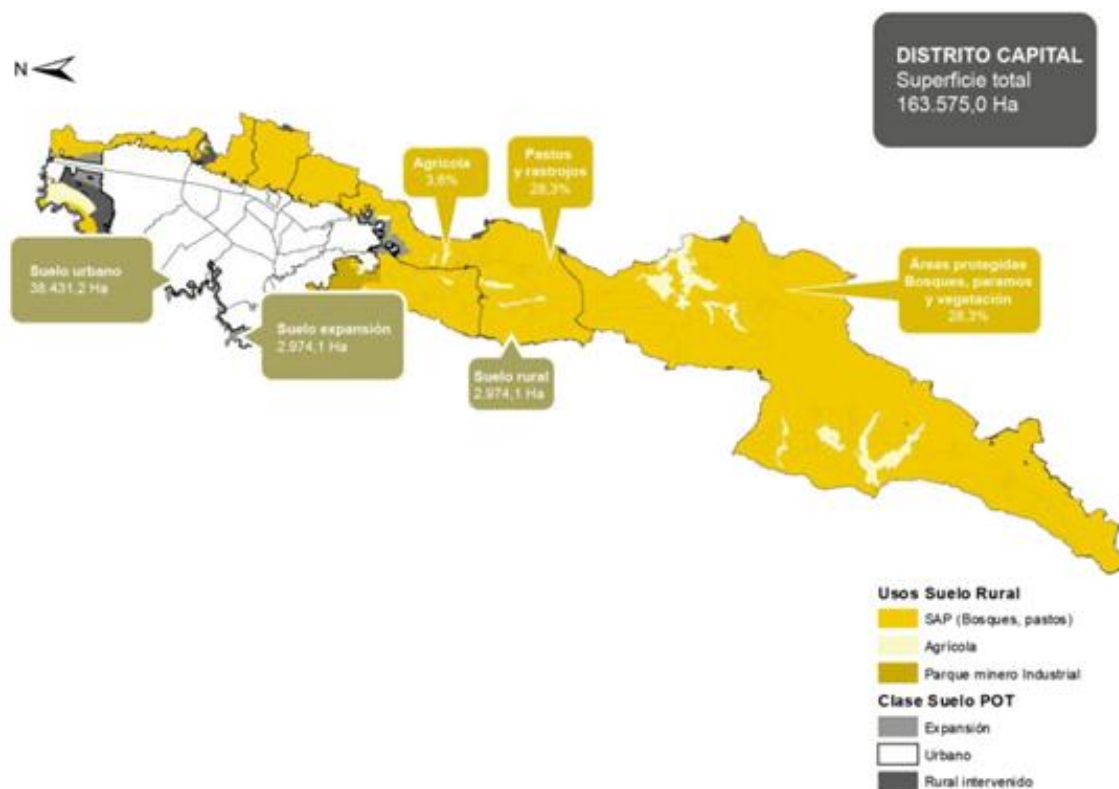 N
DISTRITO CAPITAL
Superficie total
163.575,0 Ha
Agrícola
3,6%
Pastos
y rastrojos
28,3%
Suelo urbano
38.431,2 Ha
Suelo expansión
2.974,1 Ha
Suelo rural
2.974,1 Ha
Áreas protegidas
Bosques, paramos
y vegetación
28,3%
Usos Suelo Rural
SAP (Bosques, pastos)
Agrícola
Parque minero Industrial
Clase Suelo POT
Expansión
Urbano
Rural intervenido